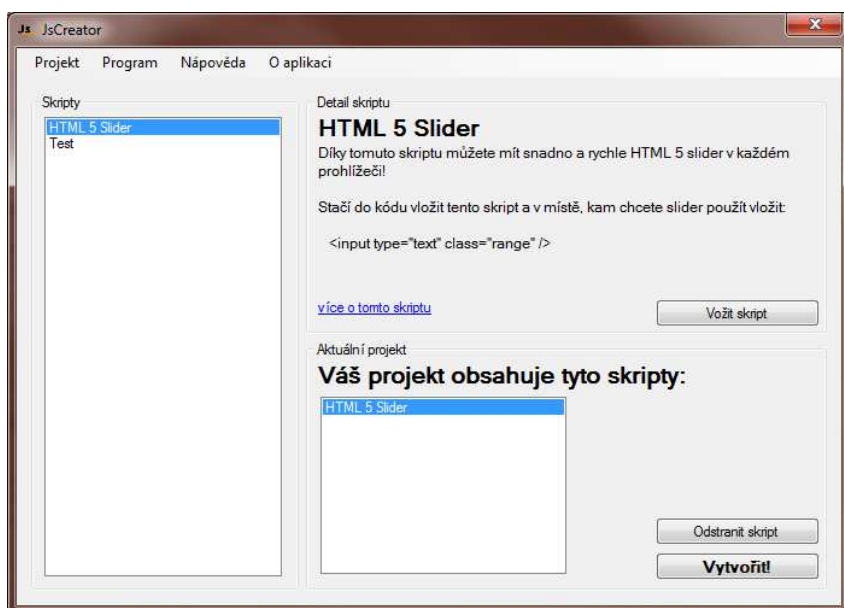 Js JsCreator
Projekt Program Nápověda O aplikaci
Skripty
HTML 5 Slider
Test
Detail skriptu
HTML 5 Slider
Díky tomuto skriptu můžete mít snadno a rychle HTML 5 slider v každém
prohlížeči!
Stačí do kódu vložit tento skript a v místě, kam chcete slider použít vložit:
<input type="text" class="range" />
více o tomto skriptu
Vožit skript
Aktuální projekt
Váš projekt obsahuje tyto skripty:
HTML 5 Slider
Odstranit skript
Vytvořit!